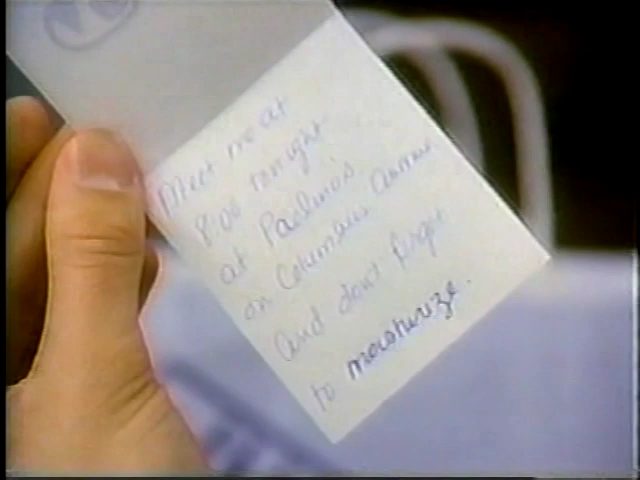 Meet me at
8:00 tonight
at Paolino's
on Columbus Avenue
and don't forget
to moisturize.